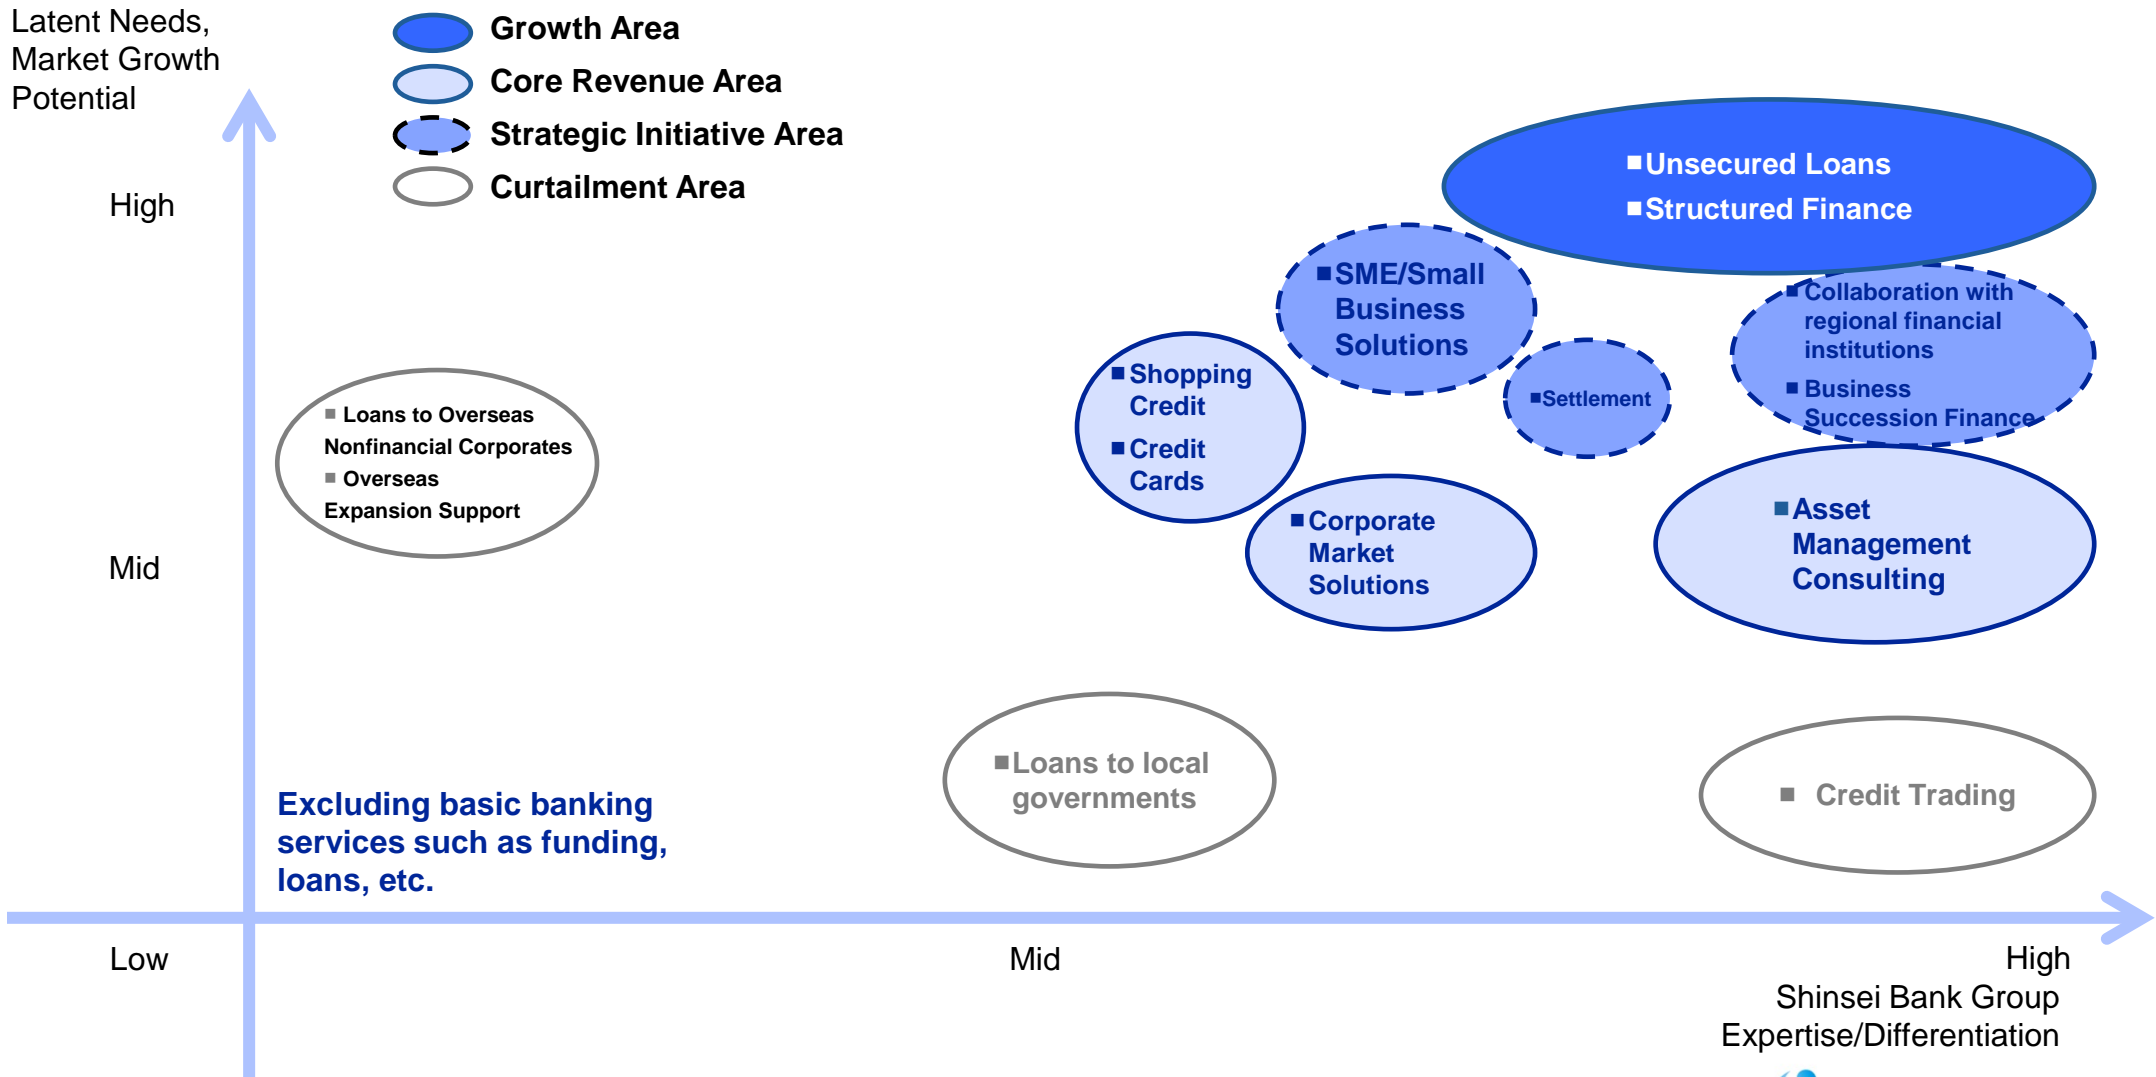 Latent Needs,
Market Growth
Potential
Growth Area
Core Revenue Area
Strategic Initiative Area
Curtailment Area
High
Mid
■ Unsecured Loans
■ Structured Finance
■ SME/Small
Business
Solutions
■ Collaboration with
regional financial
institutions
■ Business
Succession Finance
■ Settlement
■ Shopping
Credit
■ Credit
Cards
■ Loans to Overseas
Nonfinancial Corporates
■ Overseas
Expansion Support
■ Corporate
Market
Solutions
■ Asset
Management
Consulting
■ Loans to local
governments
■ Credit Trading
Excluding basic banking
services such as funding,
loans, etc.
Low
Mid
High
Shinsei Bank Group
Expertise/Differentiation